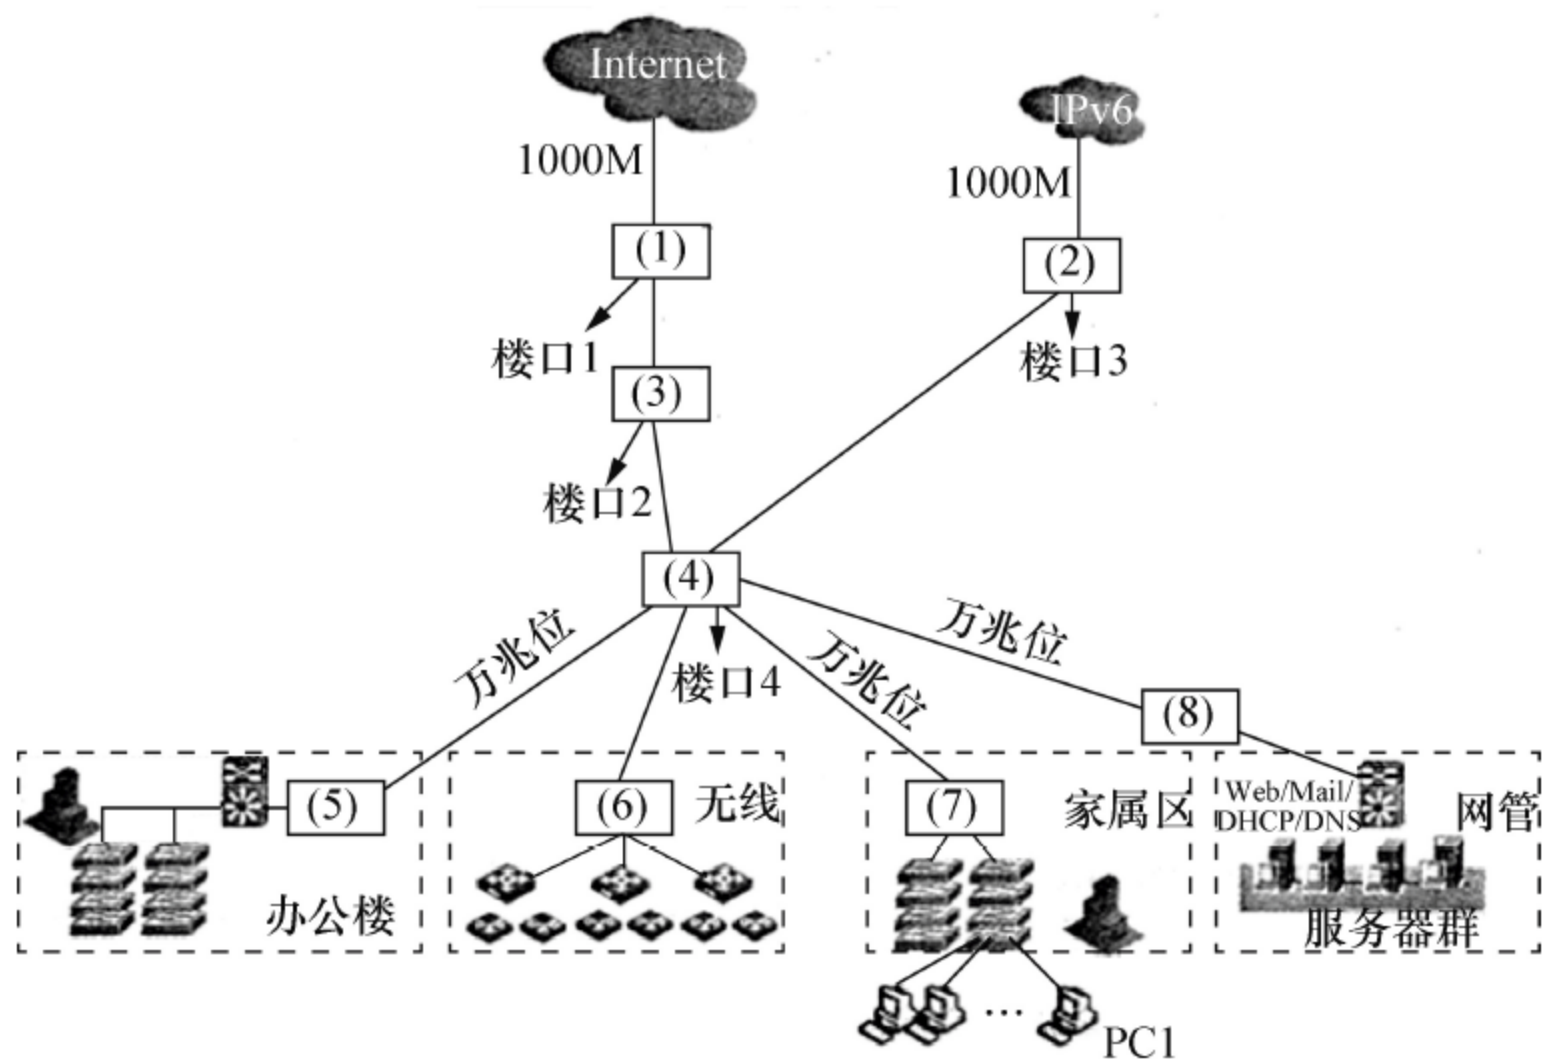 Internet
IPv6
1000M
1000M
(1)
(2)
楼口1
楼口3
(3)
楼口2
(4)
万兆位
万兆位
万兆位
楼口4
(8)
(5)
(6)
无线
(7)
家属区
Web/Mail/
DHCP/DNS
网管
办公楼
服务器群
...
PC1